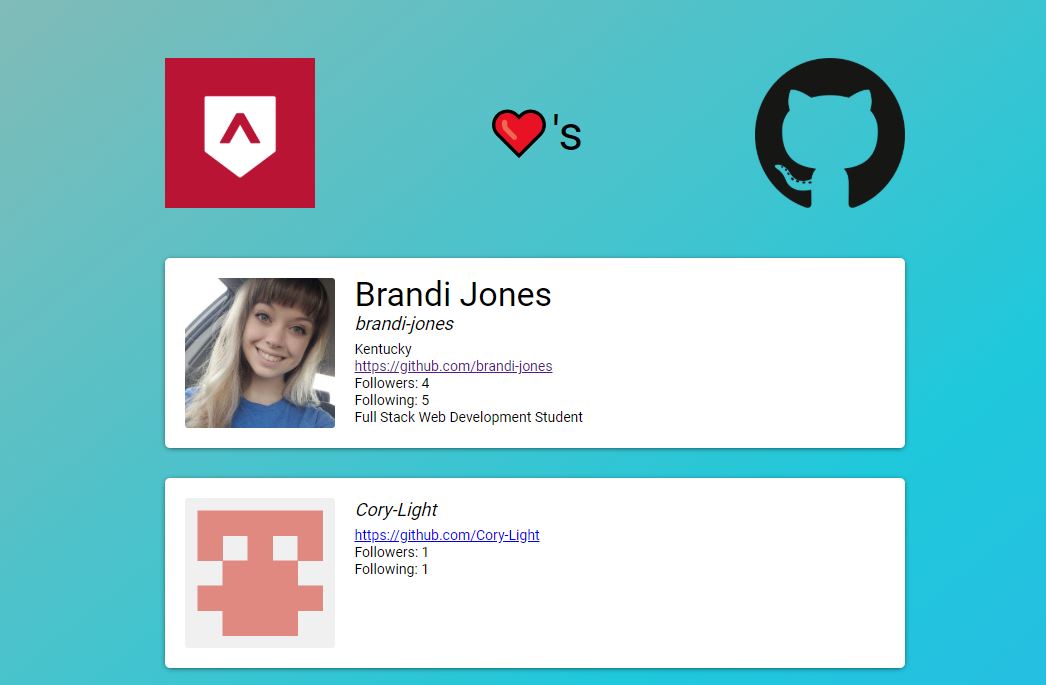 ❤'s
Brandi Jones
brandi-jones
Kentucky
https://github.com/brandi-jones
Followers: 4
Following: 5
Full Stack Web Development Student
Cory-Light
https://github.com/Cory-Light
Followers: 1
Following: 1